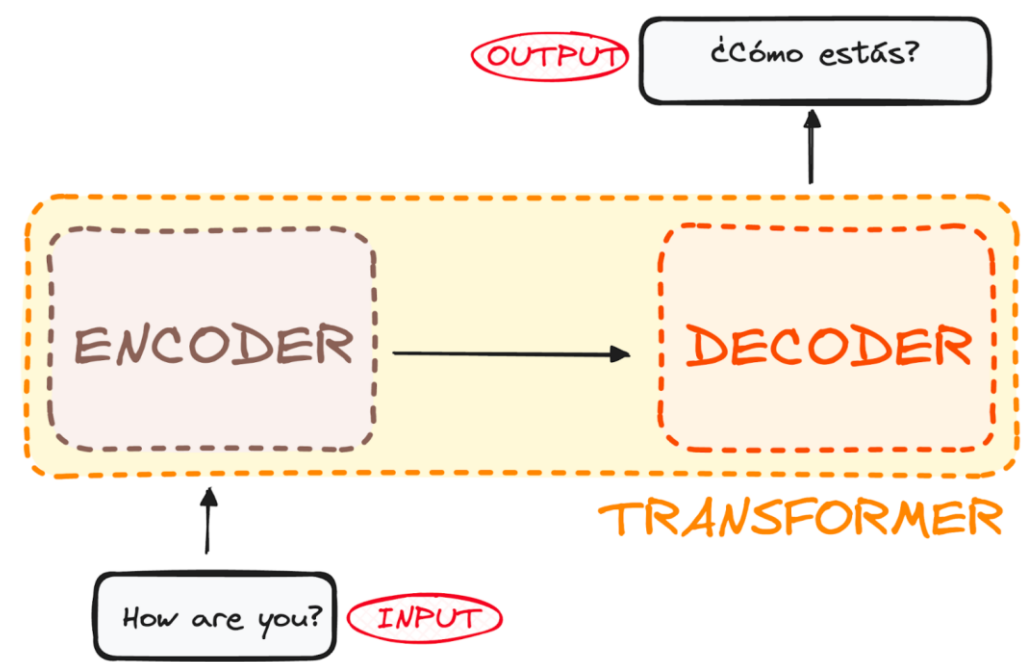 OUTPUT
¿Cómo estás?
ENCODER
DECODER
TRANSFORMER
How are you?
INPUT